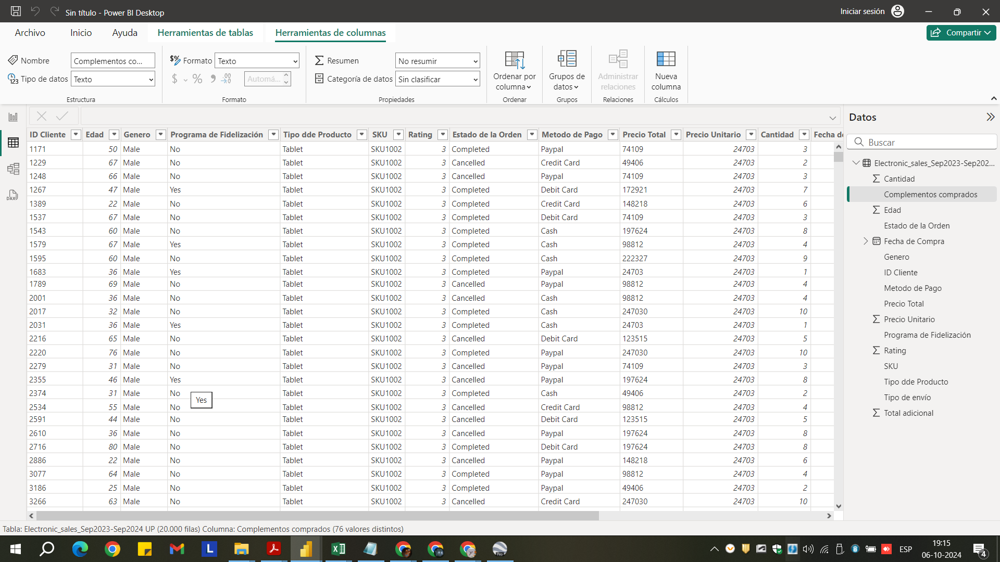 Sin título - Power BI Desktop
Iniciar sesión
Archivo Inicio Ayuda Herramientas de tablas Herramientas de columnas
Compartir
Nombre Complementos co...
Tipo de datos Texto
Estructura
Formato Texto
$ % Automá...
Formato
Resumen No resumir
Categoría de datos Sin clasificar
Propiedades
Ordenar por columna
Ordenar
Grupos de datos
Grupos
Administrar relaciones
Relaciones
Nueva columna
Cálculos
ID Cliente Edad Genero Programa de Fidelización Tipo dde Producto SKU Rating Estado de la Orden Metodo de Pago Precio Total Precio Unitario Cantidad Fecha de
1171 50 Male No Tablet SKU1002 3 Completed Paypal 74109 24703 3
1229 67 Male No Tablet SKU1002 3 Cancelled Credit Card 49406 24703 2
1248 66 Male No Tablet SKU1002 3 Cancelled Paypal 74109 24703 3
1267 47 Male Yes Tablet SKU1002 3 Completed Debit Card 172921 24703 7
1389 22 Male No Tablet SKU1002 3 Completed Credit Card 148218 24703 6
1537 67 Male No Tablet SKU1002 3 Completed Debit Card 74109 24703 3
1543 60 Male No Tablet SKU1002 3 Completed Cash 197624 24703 8
1579 67 Male Yes Tablet SKU1002 3 Completed Cash 98812 24703 4
1595 60 Male No Tablet SKU1002 3 Completed Cash 222327 24703 9
1683 36 Male Yes Tablet SKU1002 3 Completed Paypal 24703 24703 1
1789 69 Male No Tablet SKU1002 3 Cancelled Paypal 98812 24703 4
2001 36 Male No Tablet SKU1002 3 Cancelled Cash 98812 24703 4
2017 32 Male No Tablet SKU1002 3 Completed Cash 247030 24703 10
2031 36 Male Yes Tablet SKU1002 3 Completed Cash 24703 24703 1
2216 65 Male No Tablet SKU1002 3 Cancelled Debit Card 123515 24703 5
2220 76 Male No Tablet SKU1002 3 Completed Paypal 247030 24703 10
2279 31 Male No Tablet SKU1002 3 Cancelled Paypal 74109 24703 3
2355 46 Male Yes Tablet SKU1002 3 Cancelled Paypal 197624 24703 8
2374 31 Male No Tablet SKU1002 3 Completed Cash 49406 24703 2
Yes
2534 55 Male No Tablet SKU1002 3 Cancelled Credit Card 98812 24703 4
2591 44 Male No Tablet SKU1002 3 Cancelled Debit Card 123515 24703 5
2610 36 Male No Tablet SKU1002 3 Cancelled Paypal 197624 24703 8
2716 80 Male No Tablet SKU1002 3 Completed Debit Card 197624 24703 8
2886 22 Male No Tablet SKU1002 3 Cancelled Paypal 148218 24703 6
3077 64 Male No Tablet SKU1002 3 Completed Paypal 98812 24703 4
3186 25 Male No Tablet SKU1002 3 Completed Paypal 49406 24703 2
3266 63 Male No Tablet SKU1002 3 Cancelled Credit Card 247030 24703 10
Datos
Buscar
Electronic_sales_Sep2023-Sep202...
Cantidad
Complementos comprados
Edad
Estado de la Orden
Fecha de Compra
Genero
ID Cliente
Metodo de Pago
Precio Total
Precio Unitario
Programa de Fidelización
Rating
SKU
Tipo dde Producto
Tipo de envío
Total adicional
Tabla: Electronic_sales_Sep2023-Sep2024 UP (20.000 filas) Columna: Complementos comprados (76 valores distintos)
ESP
19:15
06-10-2024
4